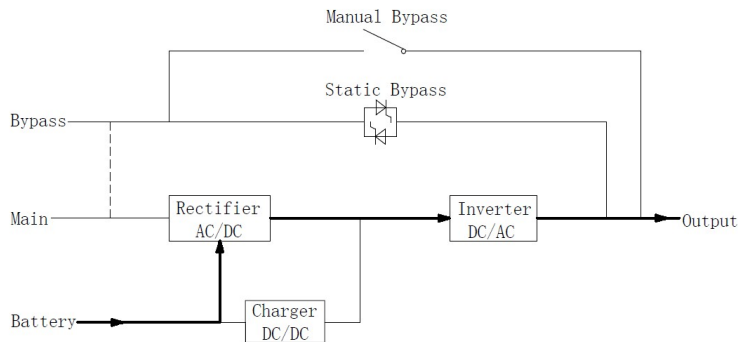 Manual Bypass
Static Bypass
Bypass
Main
Rectifier
AC/DC
Inverter
DC/AC
Output
Battery
Charger
DC/DC